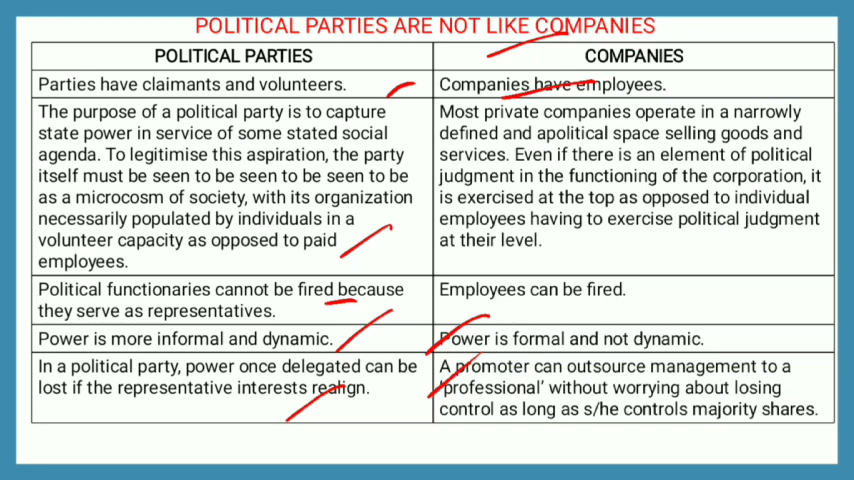 POLITICAL PARTIES ARE NOT LIKE COMPANIES
POLITICAL PARTIES
COMPANIES
Parties have claimants and volunteers.
Companies have employees.
The purpose of a political party is to capture
state power in service of some stated social
agenda. To legitimise this aspiration, the party
itself must be seen to be seen to be seen to be
as a microcosm of society, with its organization
necessarily populated by individuals in a
volunteer capacity as opposed to paid
employees.
Most private companies operate in a narrowly
defined and apolitical space selling goods and
services. Even if there is an element of political
judgment in the functioning of the corporation, it
is exercised at the top as opposed to individual
employees having to exercise political judgment
at their level.
Political functionaries cannot be fired because
they serve as representatives.
Employees can be fired.
Power is more informal and dynamic.
Power is formal and not dynamic.
In a political party, power once delegated can be
lost if the representative interests realign.
A promoter can outsource management to a
‘professional’ without worrying about losing
control as long as s/he controls majority shares.